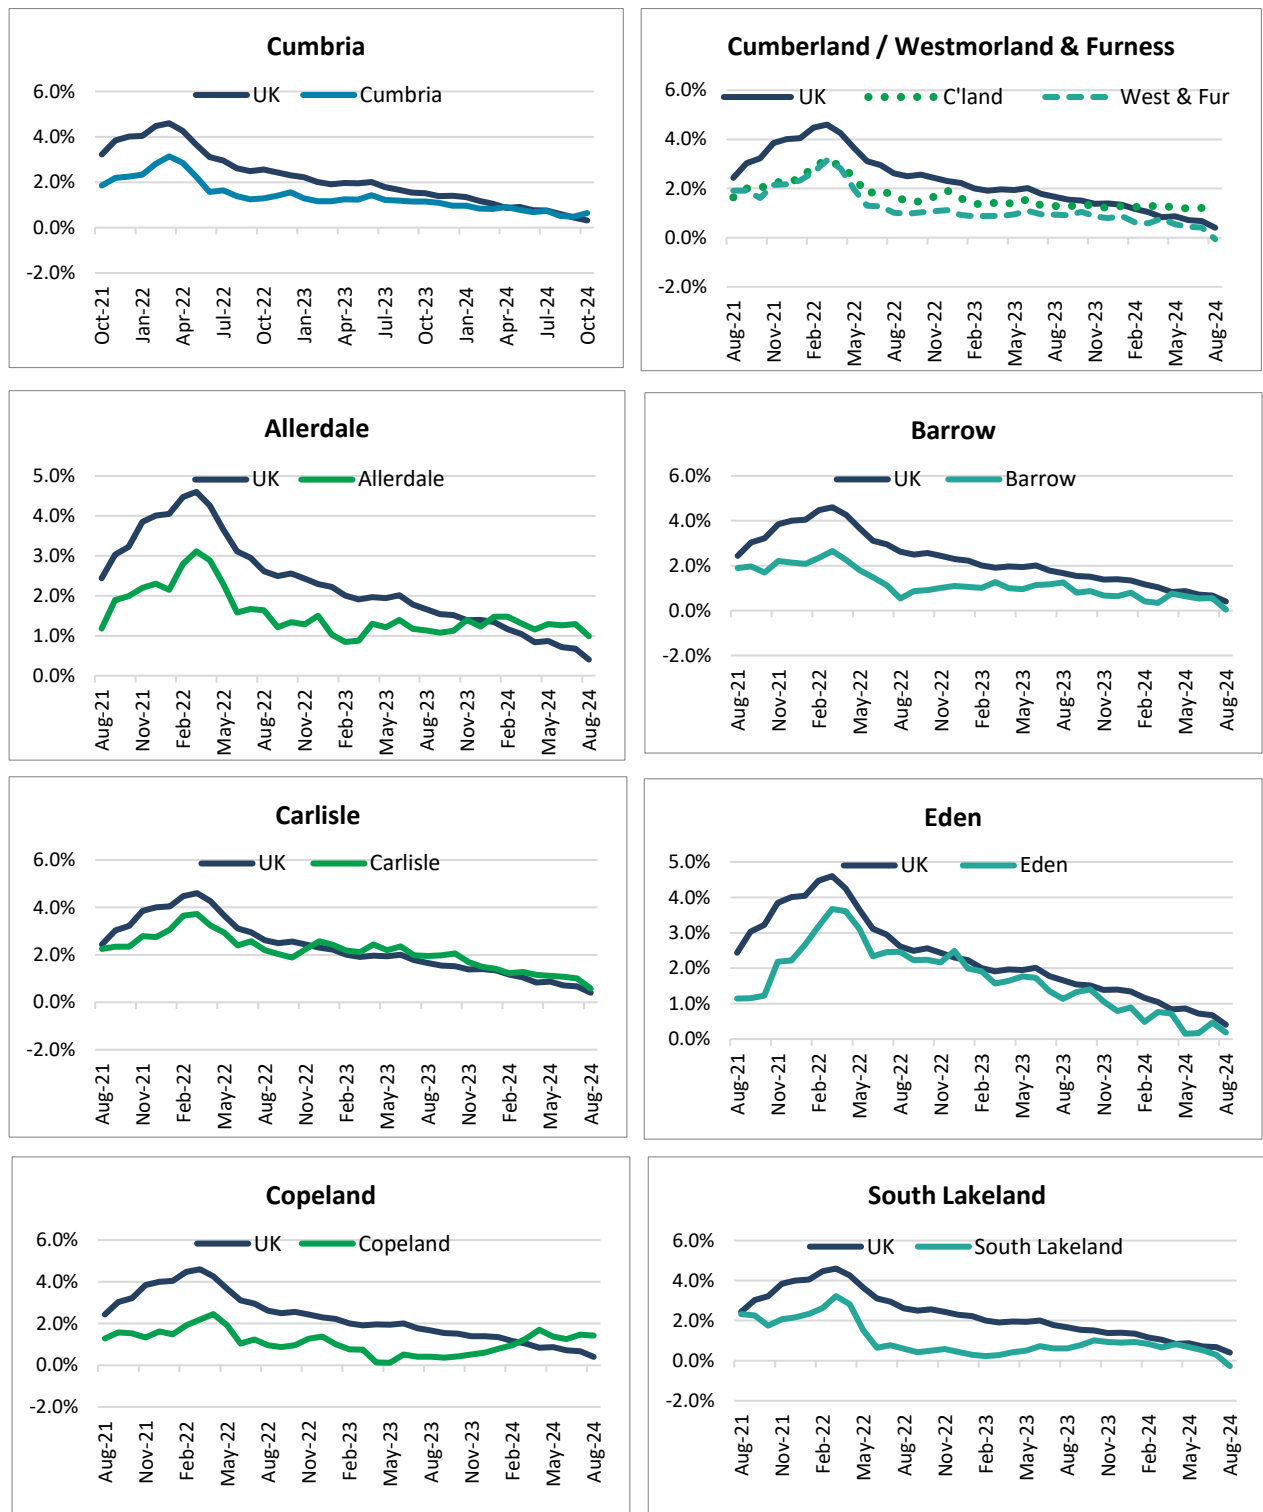 Cumbria
UK Cumbria
6.0%
4.0%
2.0%
0.0%
-2.0%
Oct-21 Jan-22 Apr-22 Jul-22 Oct-22 Jan-23 Apr-23 Jul-23 Oct-23 Jan-24 Apr-24 Jul-24 Oct-24
Cumberland / Westmorland & Furness
UK C'land West & Fur
6.0%
4.0%
2.0%
0.0%
-2.0%
Aug-21 Nov-21 Feb-22 May-22 Aug-22 Nov-22 Feb-23 May-23 Aug-23 Nov-23 Feb-24 May-24 Aug-24
Allerdale
UK Allerdale
5.0%
4.0%
3.0%
2.0%
1.0%
0.0%
Aug-21 Nov-21 Feb-22 May-22 Aug-22 Nov-22 Feb-23 May-23 Aug-23 Nov-23 Feb-24 May-24 Aug-24
Barrow
UK Barrow
6.0%
4.0%
2.0%
0.0%
-2.0%
Aug-21 Nov-21 Feb-22 May-22 Aug-22 Nov-22 Feb-23 May-23 Aug-23 Nov-23 Feb-24 May-24 Aug-24
Carlisle
UK Carlisle
6.0%
4.0%
2.0%
0.0%
-2.0%
Aug-21 Nov-21 Feb-22 May-22 Aug-22 Nov-22 Feb-23 May-23 Aug-23 Nov-23 Feb-24 May-24 Aug-24
Eden
UK Eden
5.0%
4.0%
3.0%
2.0%
1.0%
0.0%
Aug-21 Nov-21 Feb-22 May-22 Aug-22 Nov-22 Feb-23 May-23 Aug-23 Nov-23 Feb-24 May-24 Aug-24
Copeland
UK Copeland
6.0%
4.0%
2.0%
0.0%
-2.0%
Aug-21 Nov-21 Feb-22 May-22 Aug-22 Nov-22 Feb-23 May-23 Aug-23 Nov-23 Feb-24 May-24 Aug-24
South Lakeland
UK South Lakeland
6.0%
4.0%
2.0%
0.0%
-2.0%
Aug-21 Nov-21 Feb-22 May-22 Aug-22 Nov-22 Feb-23 May-23 Aug-23 Nov-23 Feb-24 May-24 Aug-24